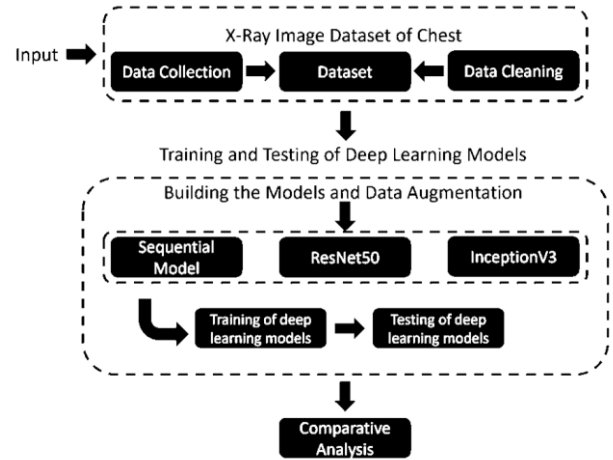 X-Ray Image Dataset of Chest
Input
Data Collection
Dataset
Data Cleaning
Training and Testing of Deep Learning Models
Building the Models and Data Augmentation
Sequential
Model
ResNet50
InceptionV3
Training of deep
learning models
Testing of deep
learning models
Comparative
Analysis